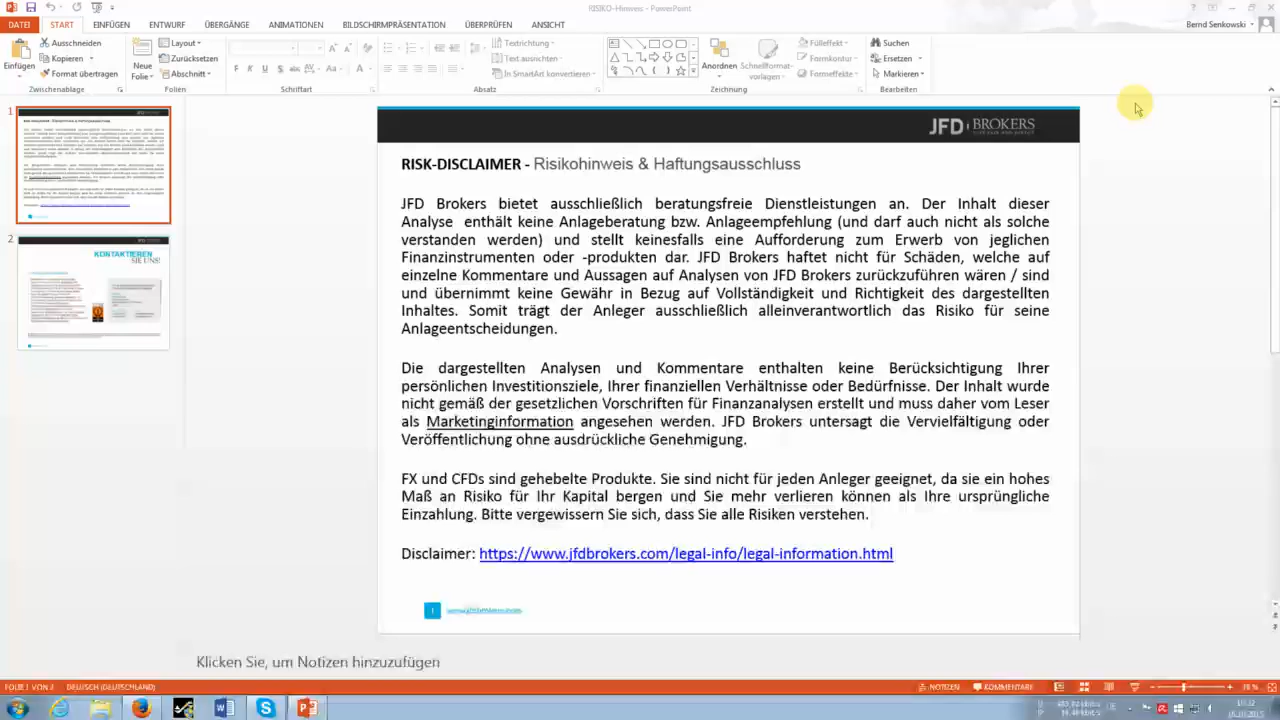 RISIKO-Hinweis - PowerPoint
DATEI START EINFÜGEN ENTWURF ÜBERGÄNGE ANIMATIONEN BILDSCHIRMPRÄSENTATION ÜBERPRÜFEN ANSICHT
Bernd Senkowski
Einfügen
Ausschneiden
Kopieren
Format übertragen
Zwischenablage
Neue
Folie
Layout
Zurücksetzen
Abschnitt
Folien
F K U S abc AV Aa A
Schriftart
Textrichtung
Text ausrichten
In SmartArt konvertieren
Absatz
Anordnen
Schnellformat-
vorlagen
Fülleffekt
Formkontur
Formeffekte
Zeichnung
Suchen
Ersetzen
Markieren
Bearbeiten
1
2
KONTAKTIEREN
SIE UNS!
JFD BROKERS
RISK-DISCLAIMER - Risikohinweis & Haftungsausschluss
JFD Brokers bietet ausschließlich beratungsfreie Dienstleistungen an. Der Inhalt dieser
Analyse enthält keine Anlageberatung bzw. Anlageempfehlung (und darf auch nicht als solche
verstanden werden) und stellt keinesfalls eine Aufforderung zum Erwerb von jeglichen
Finanzinstrumenten oder -produkten dar. JFD Brokers haftet nicht für Schäden, welche auf
einzelne Kommentare und Aussagen auf Analysen von JFD Brokers zurückzuführen wären / sind
und übernimmt keine Gewähr in Bezug auf Vollständigkeit und Richtigkeit des dargestellten
Inhaltes. Somit trägt der Anleger ausschließlich alleinverantwortlich das Risiko für seine
Anlageentscheidungen.
Die dargestellten Analysen und Kommentare enthalten keine Berücksichtigung Ihrer
persönlichen Investitionsziele, Ihrer finanziellen Verhältnisse oder Bedürfnisse. Der Inhalt wurde
nicht gemäß der gesetzlichen Vorschriften für Finanzanalysen erstellt und muss daher vom Leser
als Marketinginformation angesehen werden. JFD Brokers untersagt die Vervielfältigung oder
Veröffentlichung ohne ausdrückliche Genehmigung.
FX und CFDs sind gehebelte Produkte. Sie sind nicht für jeden Anleger geeignet, da sie ein hohes
Maß an Risiko für Ihr Kapital bergen und Sie mehr verlieren können als Ihre ursprüngliche
Einzahlung. Bitte vergewissern Sie sich, dass Sie alle Risiken verstehen.
Disclaimer: https://www.jfdbrokers.com/legal-info/legal-information.html
1
Klicken Sie, um Notizen hinzuzufügen
FOLIE 1 VON 2 DEUTSCH (DEUTSCHLAND) NOTIZEN KOMMENTARE
DE